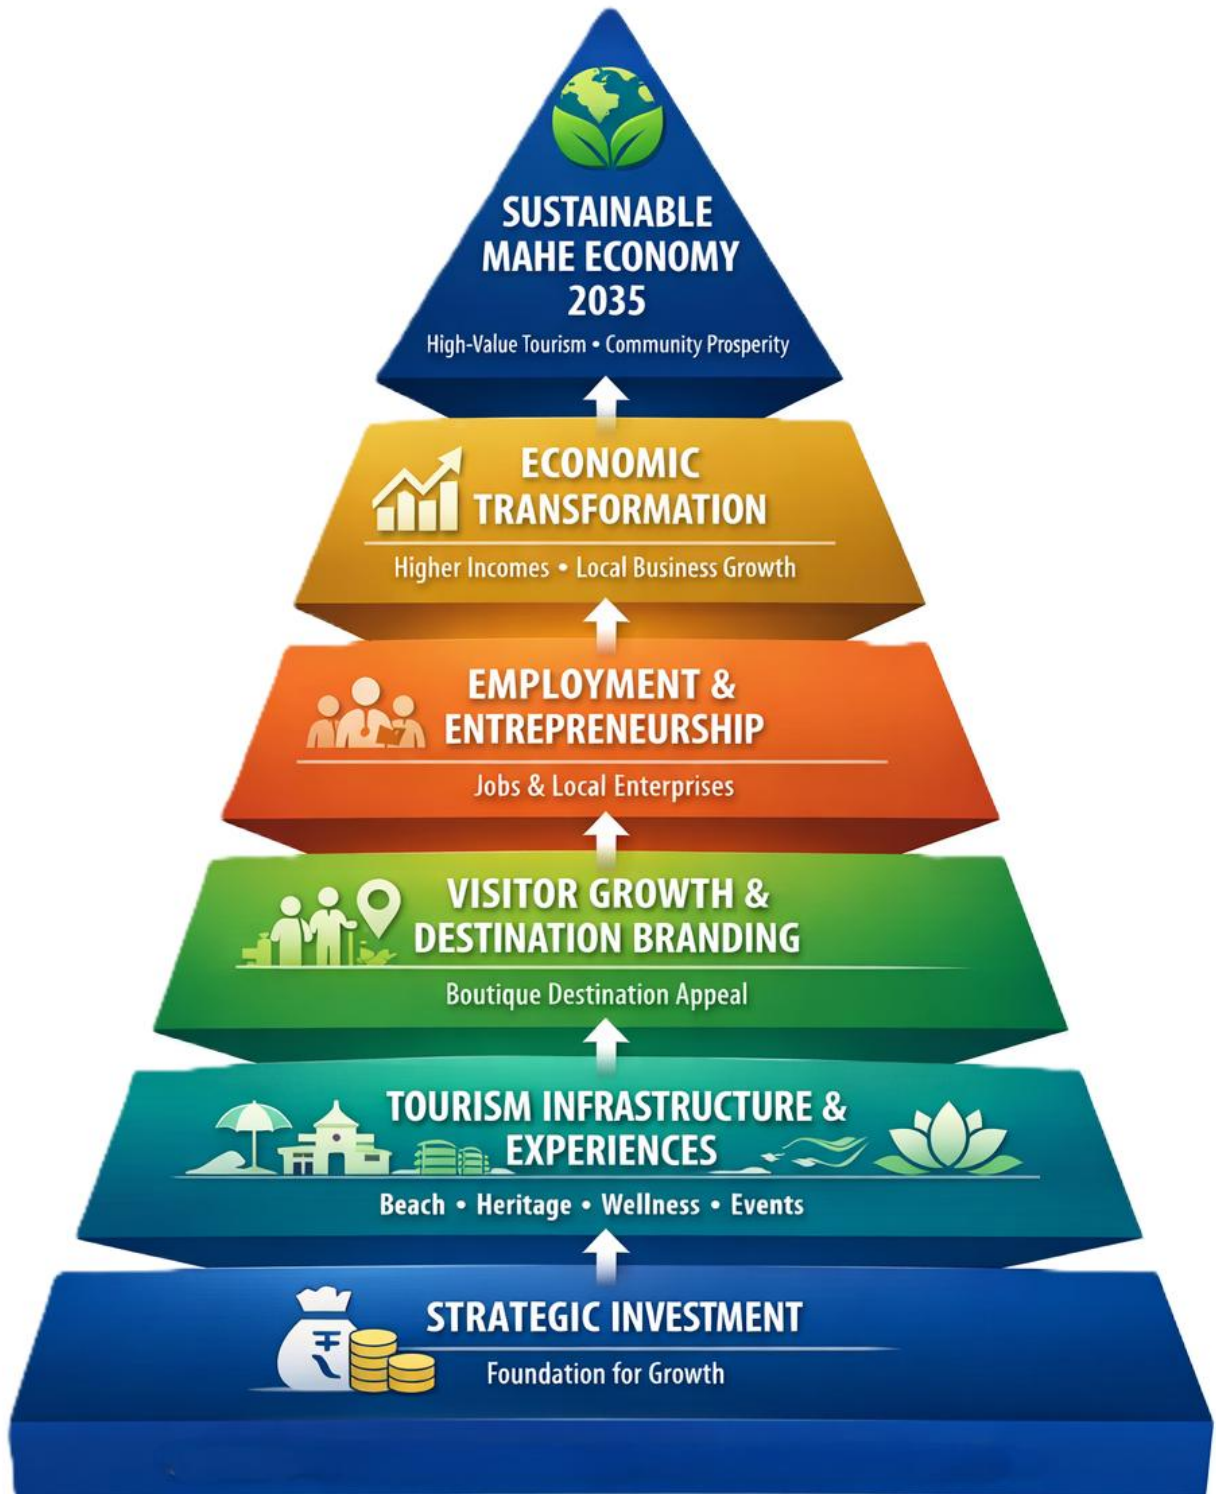 SUSTAINABLE
MAHE ECONOMY
2035
High-Value Tourism • Community Prosperity
ECONOMIC
TRANSFORMATION
Higher Incomes • Local Business Growth
EMPLOYMENT &
ENTREPRENEURSHIP
Jobs & Local Enterprises
VISITOR GROWTH &
DESTINATION BRANDING
Boutique Destination Appeal
TOURISM INFRASTRUCTURE &
EXPERIENCES
Beach • Heritage • Wellness • Events
STRATEGIC INVESTMENT
Foundation for Growth